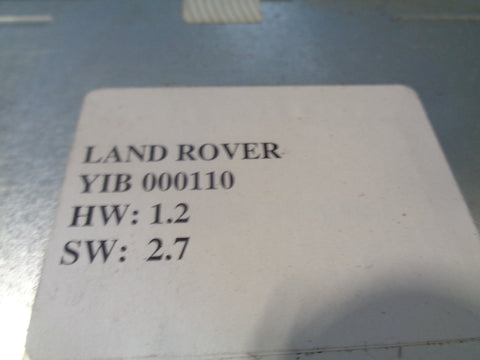 LAND ROVER
YIB 000110
HW: 1.2
SW: 2.7